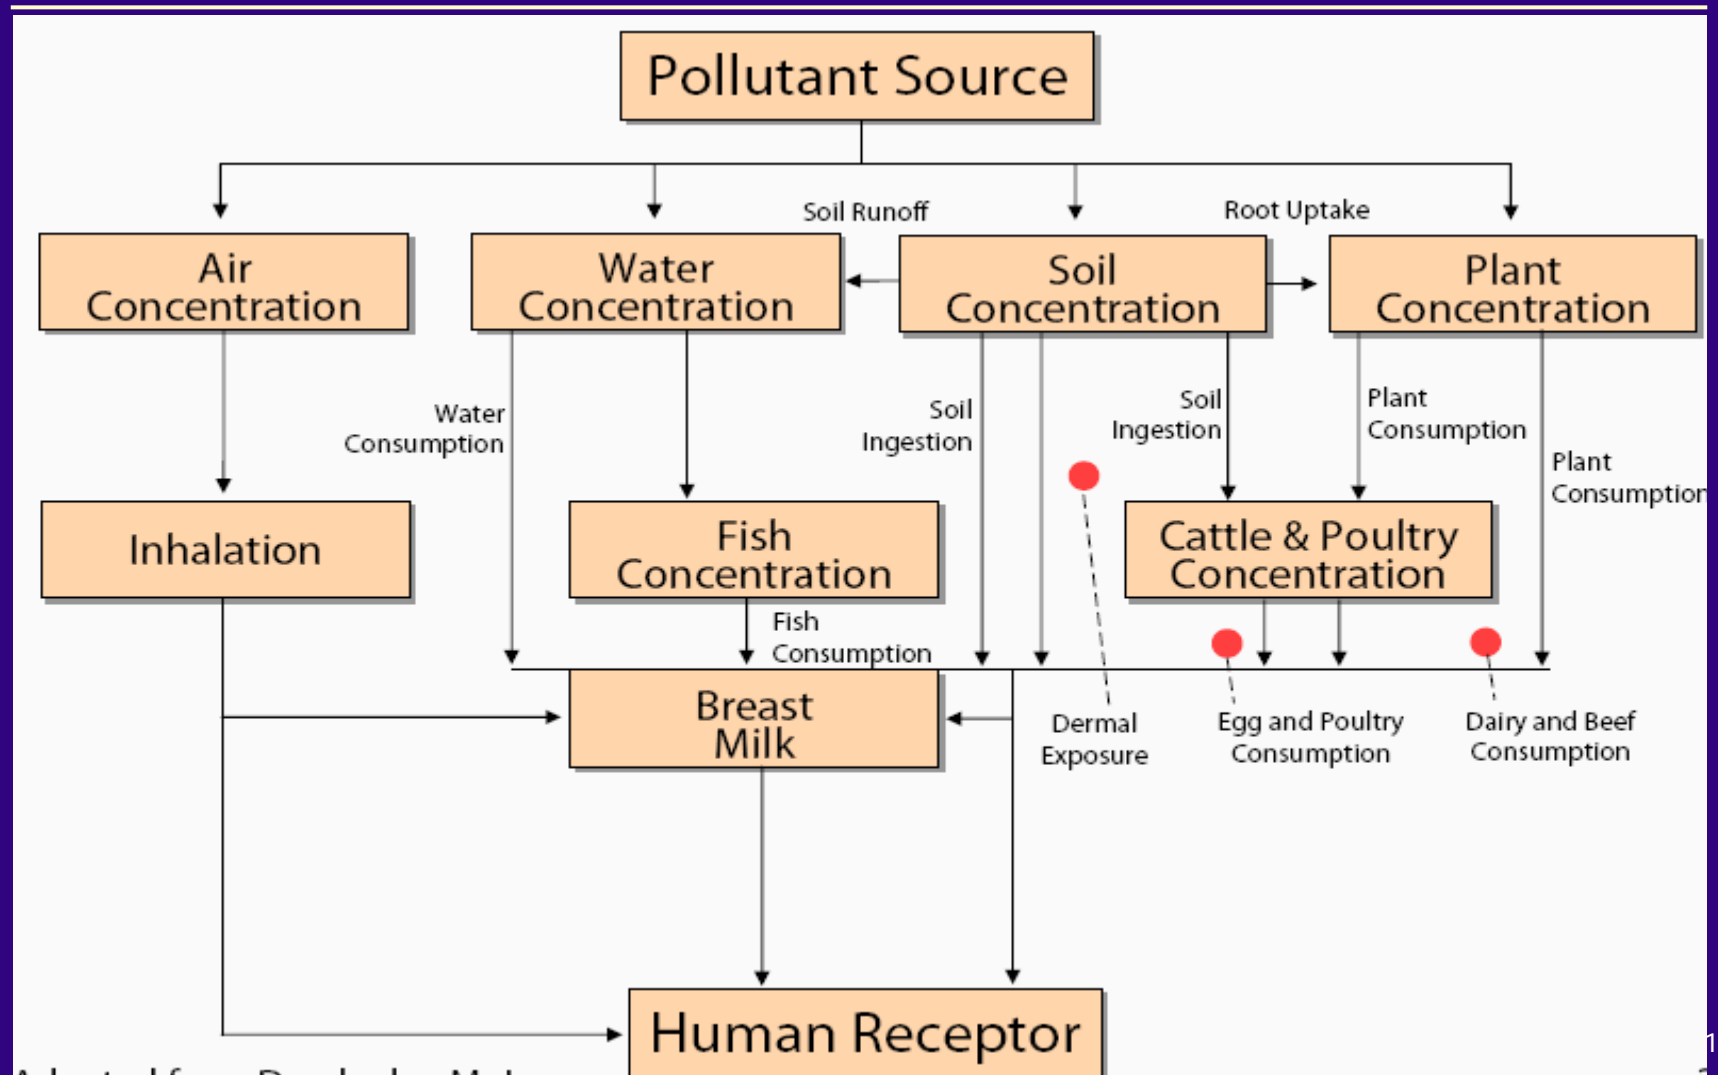 Pollutant Source
Soil Runoff
Root Uptake
Air
Concentration
Water
Concentration
Soil
Concentration
Plant
Concentration
Water
Consumption
Soil
Ingestion
Soil
Ingestion
Plant
Consumption
Plant
Consumption
Inhalation
Fish
Concentration
Cattle & Poultry
Concentration
Fish
Consumption
Breast
Milk
Dermal
Exposure
Egg and Poultry
Consumption
Dairy and Beef
Consumption
Human Receptor
1